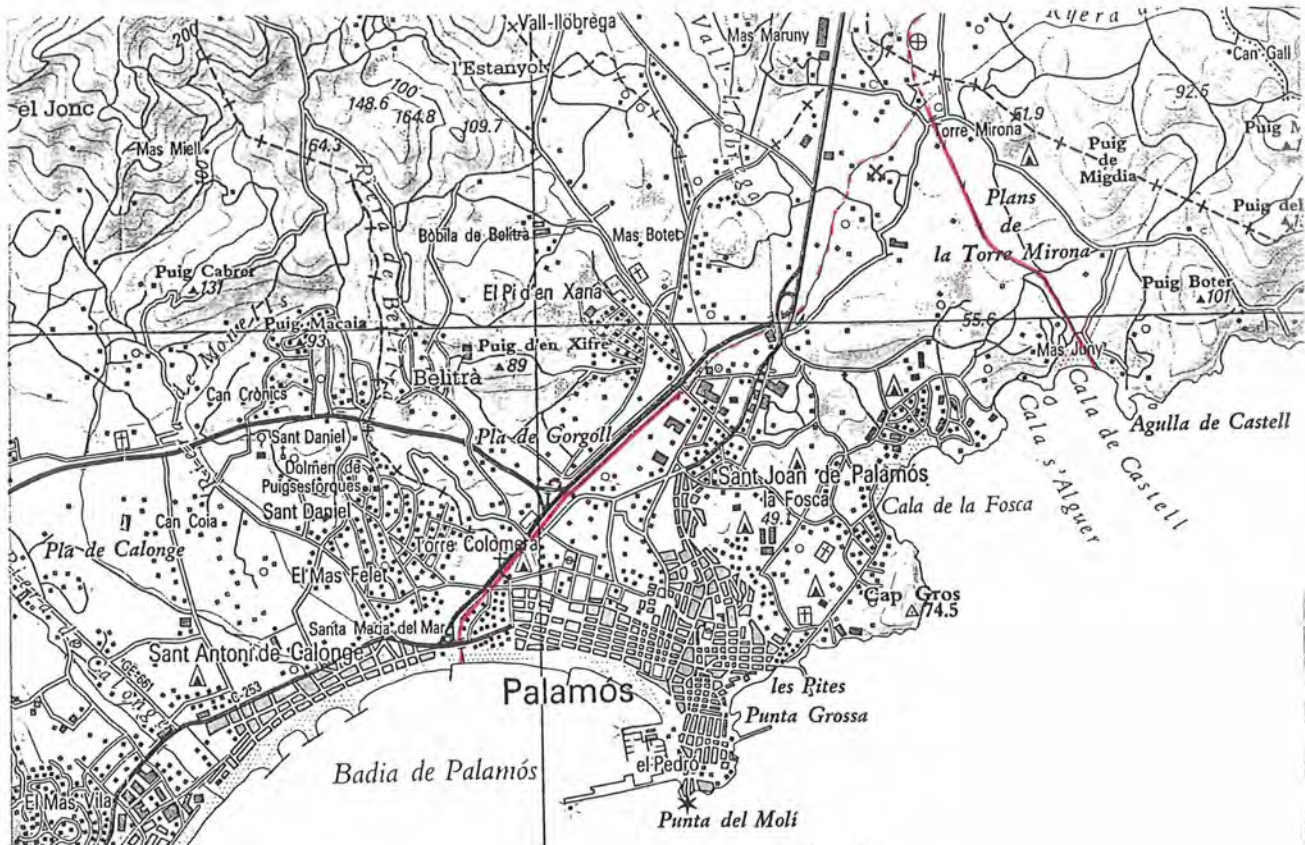 Vall-llobrega
Mas Maruny
Riera
Can Gall
200
l'Estanyol
100
148.6
164.8
109.7
92.5
el Jonc
Mas Miell
64.3
51.9
Torre Mirona
Puig
de
Migdia
Puig M
Puig del
Plans
de
la Torre Mirona
Bòbila de Belitrà
Mas Botet
Puig Cabrer
131
El Pi d'en Xana
Puig Boter
101
Puig Macaia
93
Riera de Belitrà
Puig d'en Xifre
89
55,6
Mas Juny
Belitrà
Can Crònics
Cala de Castell
Cala s'Alguer
Agulla de Castell
Sant Daniel
Pla de Gorgoll
Dolmen de
Puigsesforques
Sant Daniel
Sant Joan de Palamós
la Fosca
49.
Cala de la Fosca
Can Coia
Pla de Calonge
Torre Colomera
El Mas Felet
Cap Gros
74.5
Santa Maria del Mar
Sant Antoni de Calonge
GE-661
C-253
Palamós
les Pites
Punta Grossa
Badia de Palamós
el Pedró
El Mas Vila
Punta del Molí